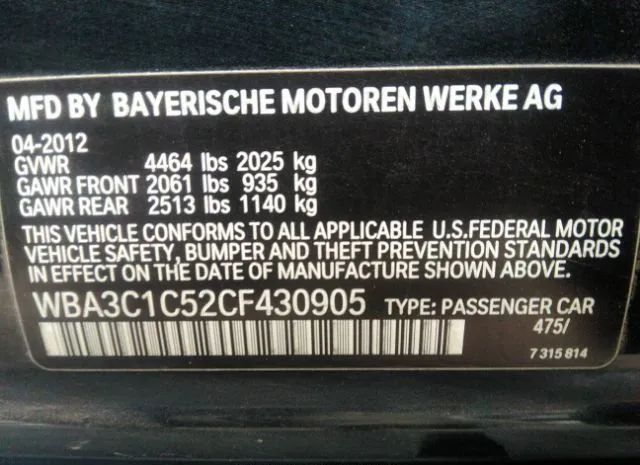 MFD BY BAYERISCHE MOTOREN WERKE AG
04-2012
GVWR 4464 lbs 2025 kg
GAWR FRONT 2061 lbs 935 kg
GAWR REAR 2513 lbs 1140 kg
THIS VEHICLE CONFORMS TO ALL APPLICABLE U.S.FEDERAL MOTOR
VEHICLE SAFETY, BUMPER AND THEFT PREVENTION STANDARDS
IN EFFECT ON THE DATE OF MANUFACTURE SHOWN ABOVE.
WBA3C1C52CF430905 TYPE: PASSENGER CAR
475/
7 315 814